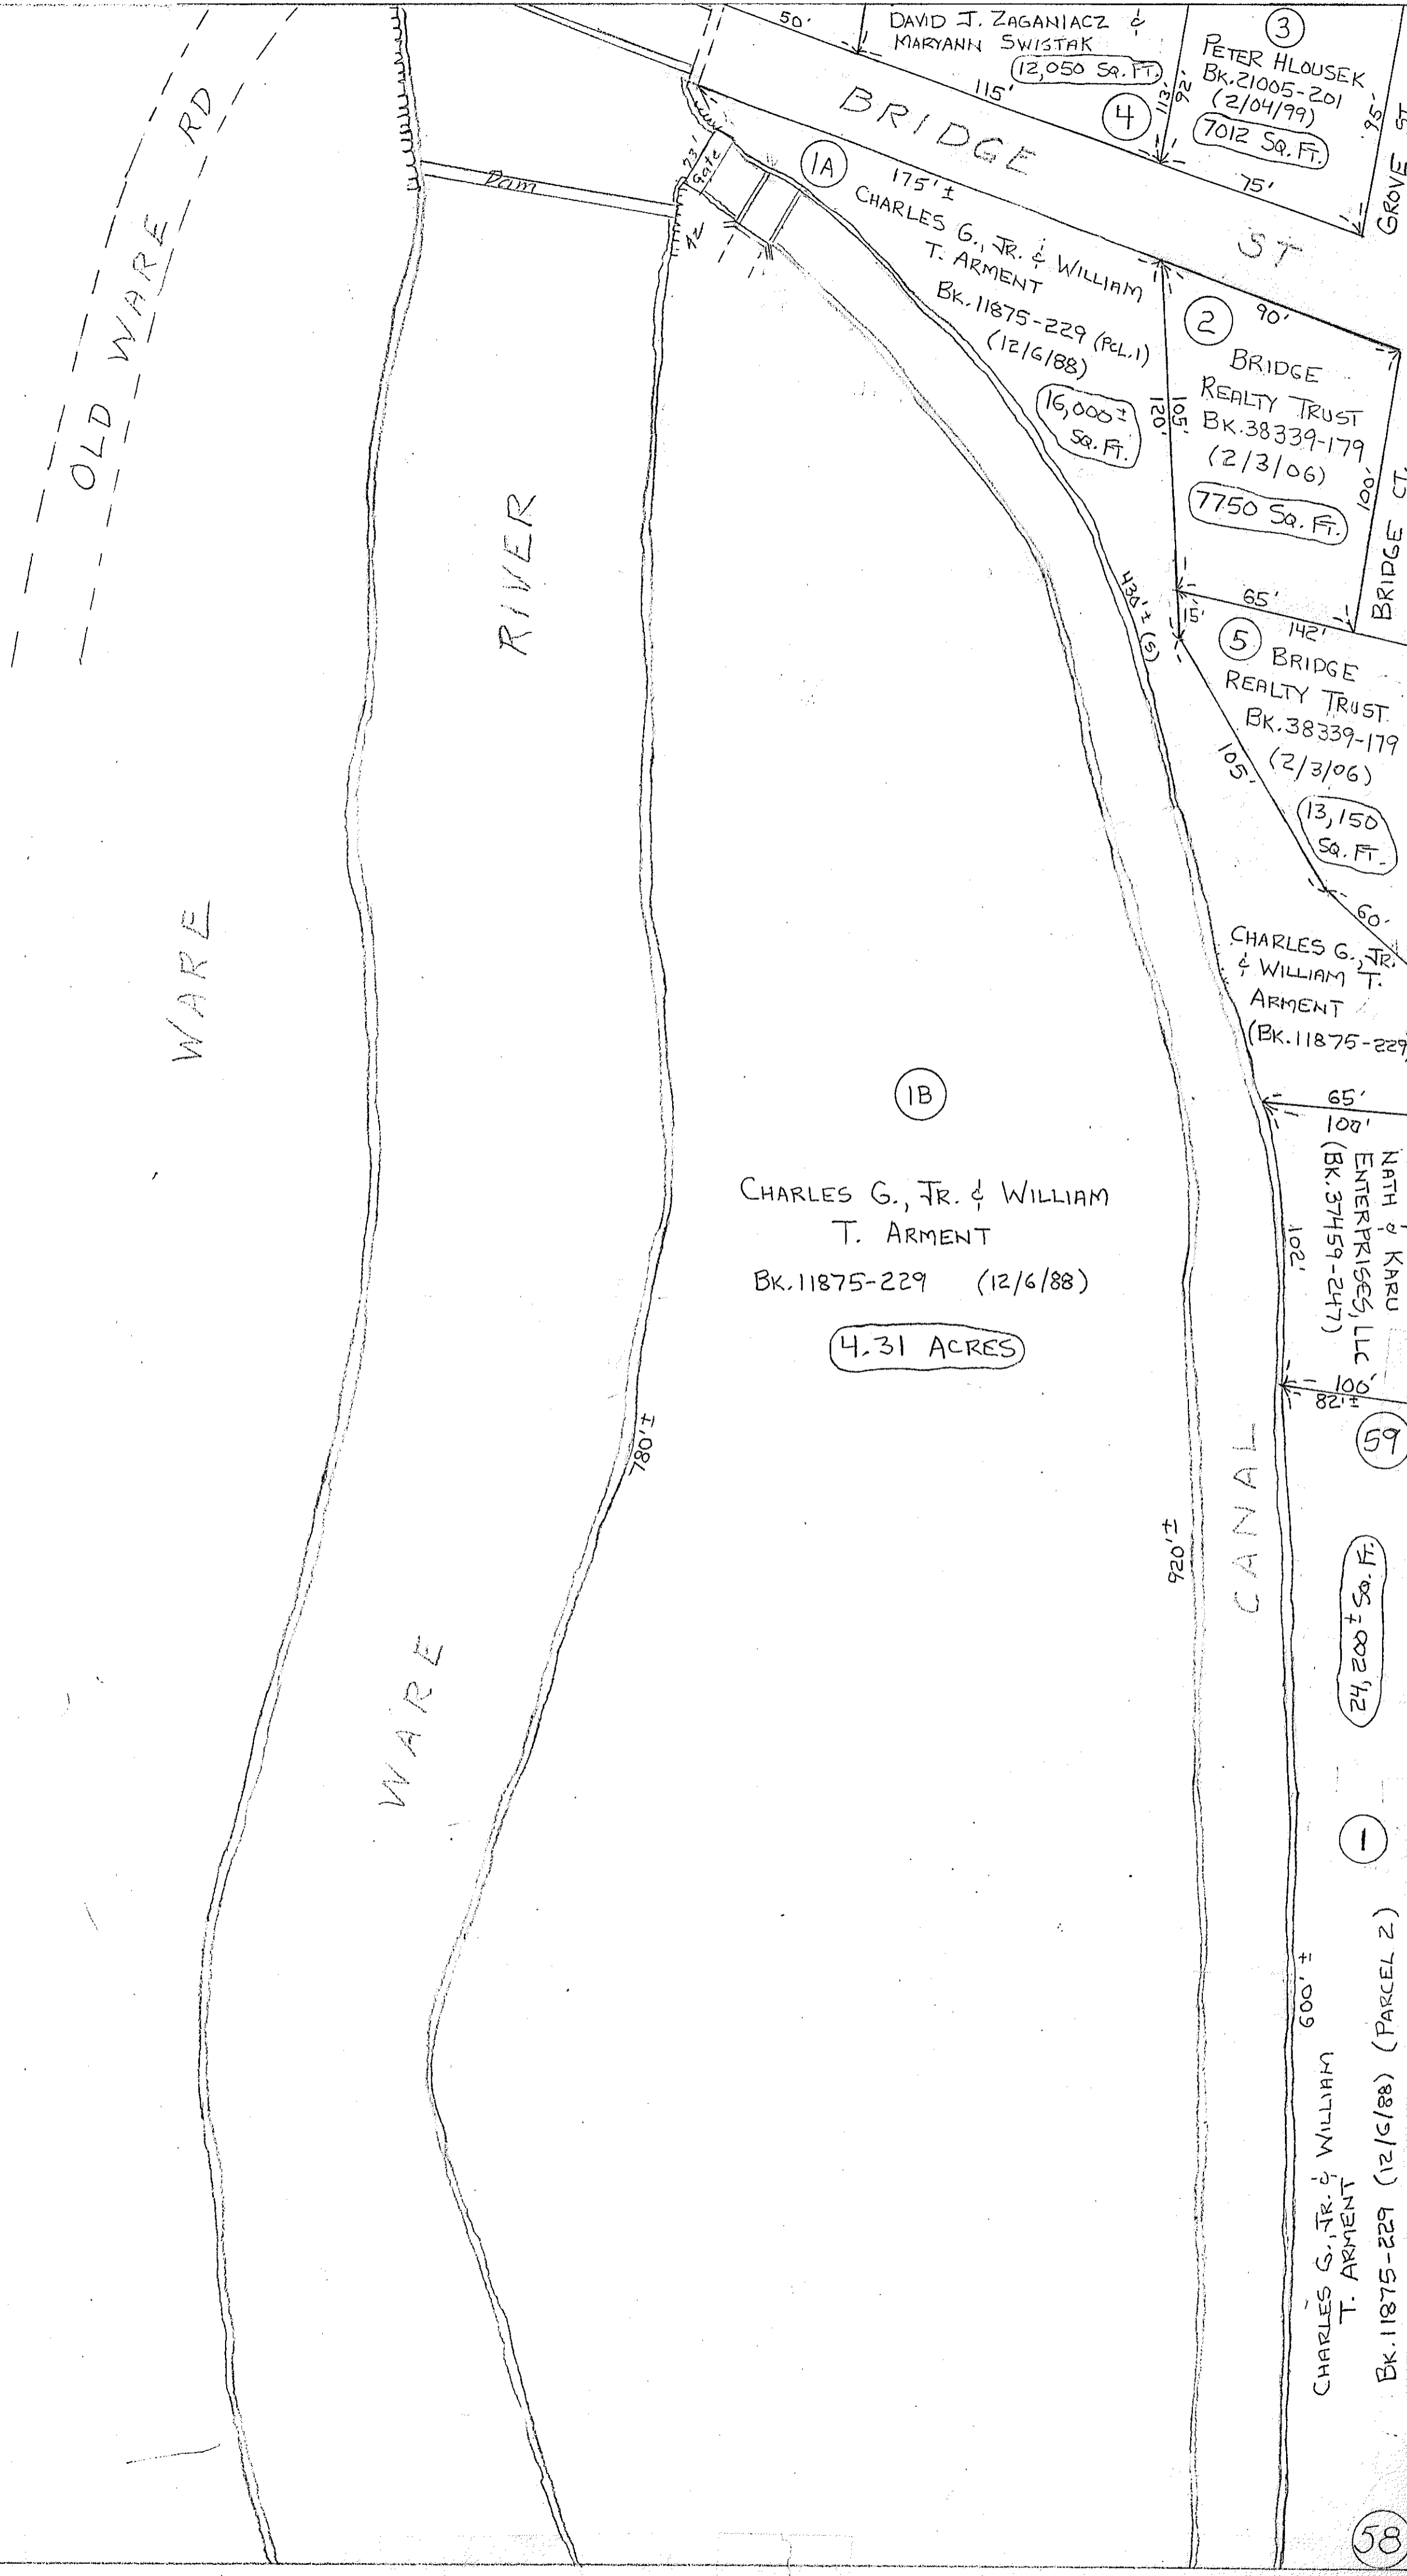 50'
DAVID J. ZAGANIACZ &
MARYANN SWISTAK
12,050 SQ. FT.
115'
4
113'
92'
3
PETER HLOUSEK
BK.21005-201
(2/04/99)
7012 SQ. FT.
95'
75'
GROVE ST
BRIDGE ST
OLD WARE RD
Dam
23'
Gate
1A
175' ±
CHARLES G., JR. & WILLIAM
T. ARMENT
BK.11875-229 (PCL.1)
(12/6/88)
16,000 ±
SQ. FT.
105'
120'
2
90'
BRIDGE
REALTY TRUST
BK.38339-179
(2/3/06)
7750 SQ. FT.
100'
BRIDGE CT.
65'
15'
142'
430' ± (S)
5
BRIDGE
REALTY TRUST
BK.38339-179
(2/3/06)
105'
13,150
SQ. FT.
60'
CHARLES G., JR.
& WILLIAM T.
ARMENT
(BK.11875-229)
RIVER
WARE
65'
100'
NATH & KARU
ENTERPRISES, LLC
(BK.37459-247)
102'
100'
82' ±
59
1B
CHARLES G., JR. & WILLIAM
T. ARMENT
BK.11875-229 (12/6/88)
4.31 ACRES
780' ±
920' ±
CANAL
24,200 ± SQ. FT.
WARE
1
600' ±
CHARLES G., JR. & WILLIAM
T. ARMENT
BK.11875-229 (12/6/88) (PARCEL 2)
58